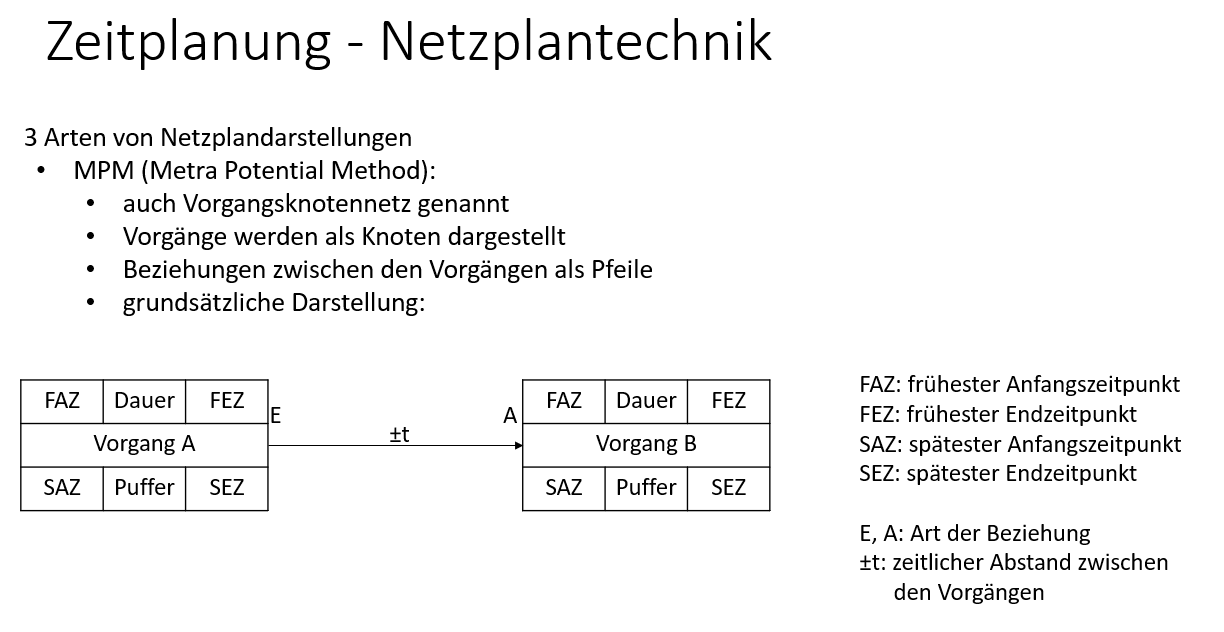 Zeitplanung - Netzplantechnik
3 Arten von Netzplandarstellungen
• MPM (Metra Potential Method):
• auch Vorgangsknotennetz genannt
• Vorgänge werden als Knoten dargestellt
• Beziehungen zwischen den Vorgängen als Pfeile
• grundsätzliche Darstellung:
FAZ Dauer FEZ
Vorgang A
SAZ Puffer SEZ
E
±t
A
FAZ Dauer FEZ
Vorgang B
SAZ Puffer SEZ
FAZ: frühester Anfangszeitpunkt
FEZ: frühester Endzeitpunkt
SAZ: spätester Anfangszeitpunkt
SEZ: spätester Endzeitpunkt
E, A: Art der Beziehung
±t: zeitlicher Abstand zwischen
den Vorgängen